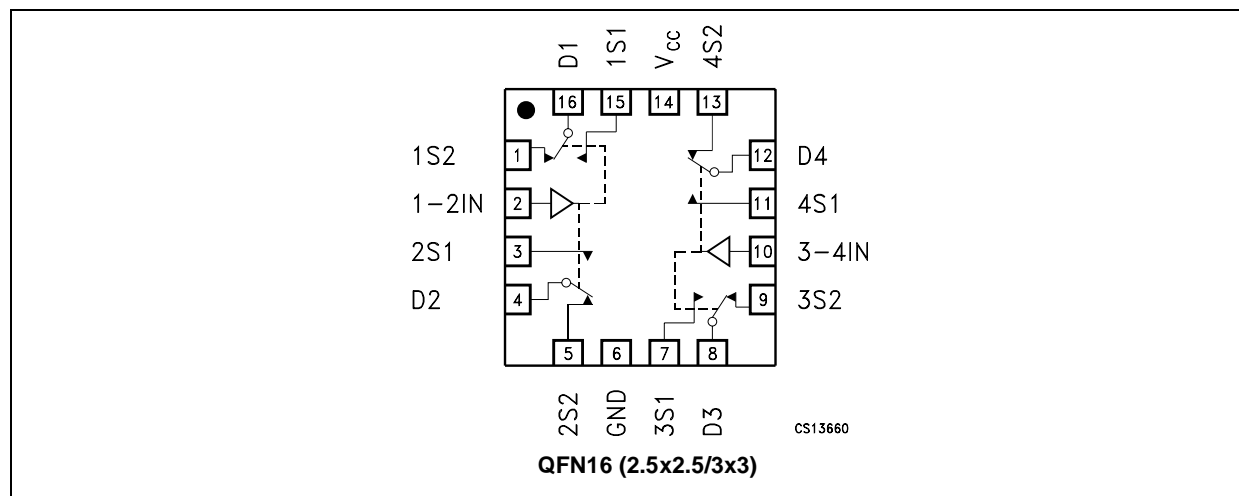 D1 1S1 VCC 4S2
16 15 14 13
1S2 1 12 D4
1-2IN 2 11 4S1
2S1 3 10 3-4IN
D2 4 9 3S2
5 6 7 8
2S2 GND 3S1 D3
CS13660
QFN16 (2.5x2.5/3x3)